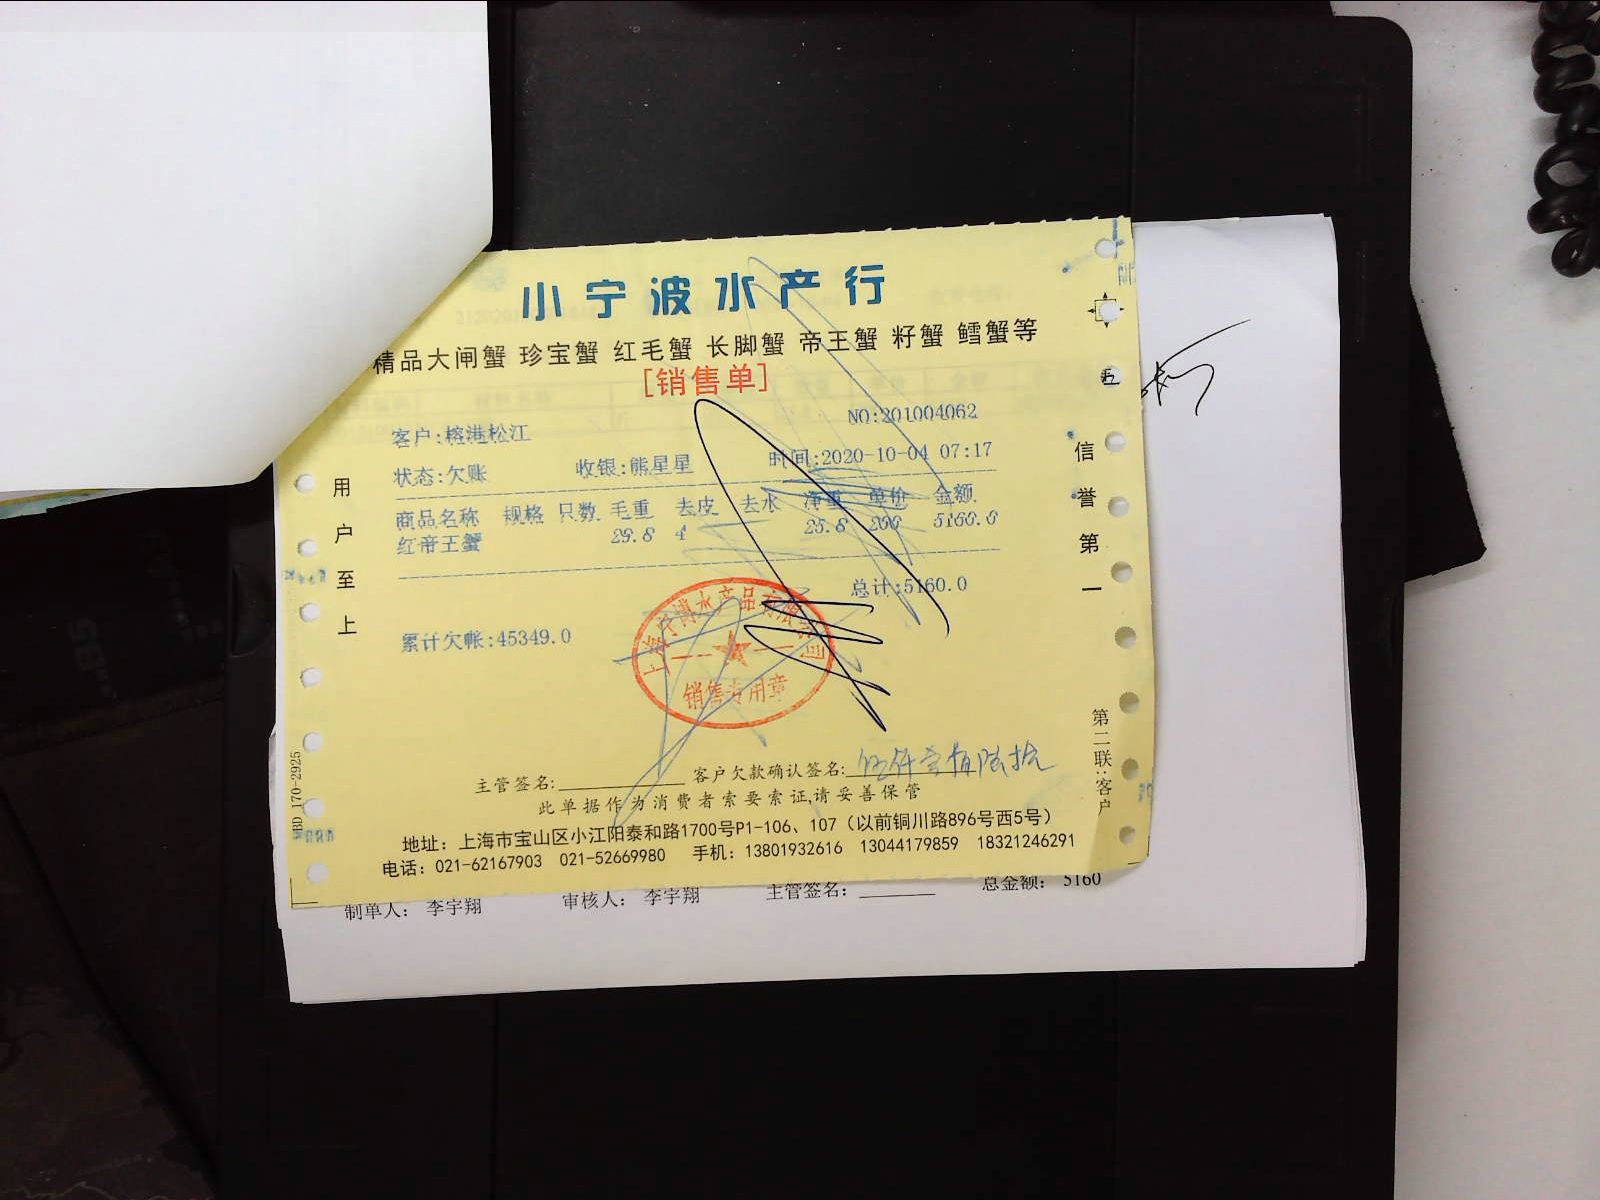 小宁波水产行
精品大闸蟹 珍宝蟹 红毛蟹 长脚蟹 帝王蟹 籽蟹 鳕蟹等
[销售单]
NO:201004062
客户:榕港松江
状态:欠账 收银:熊星星 时间:2020-10-04 07:17
商品名称 规格 只数 毛重 去皮 去水 净重 单价 金额
红帝王蟹 29.8 4 25.8 200 5160.0
总计:5160.0
累计欠帐:45349.0
销售专用章
用户至上
信誉第一
第二联:客户
主管签名: 客户欠款确认签名:
此单据作为消费者索要索证,请妥善保管
地址: 上海市宝山区小江阳泰和路1700号P1-106、107（以前铜川路896号西5号）
电话: 021-62167903 021-52669980 手机: 13801932616 13044179859 18321246291
制单人: 李宇翔 审核人: 李宇翔 主管签名: 总金额: 5160